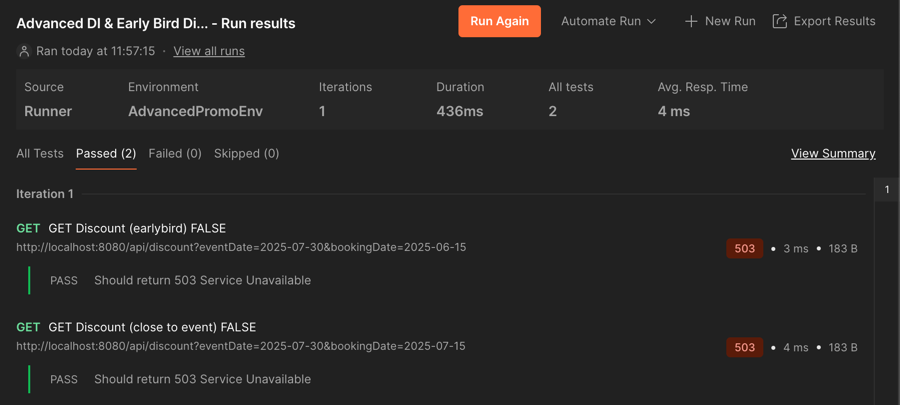 Advanced DI & Early Bird Di... - Run results
Run Again
Automate Run
New Run
Export Results
Ran today at 11:57:15 · View all runs
Source Environment Iterations Duration All tests Avg. Resp. Time
Runner AdvancedPromoEnv 1 436ms 2 4 ms
All Tests Passed (2) Failed (0) Skipped (0) View Summary
Iteration 1
1
GET GET Discount (earlybird) FALSE
http://localhost:8080/api/discount?eventDate=2025-07-30&bookingDate=2025-06-15
503 • 3 ms • 183 B
PASS Should return 503 Service Unavailable
GET GET Discount (close to event) FALSE
http://localhost:8080/api/discount?eventDate=2025-07-30&bookingDate=2025-07-15
503 • 4 ms • 183 B
PASS Should return 503 Service Unavailable